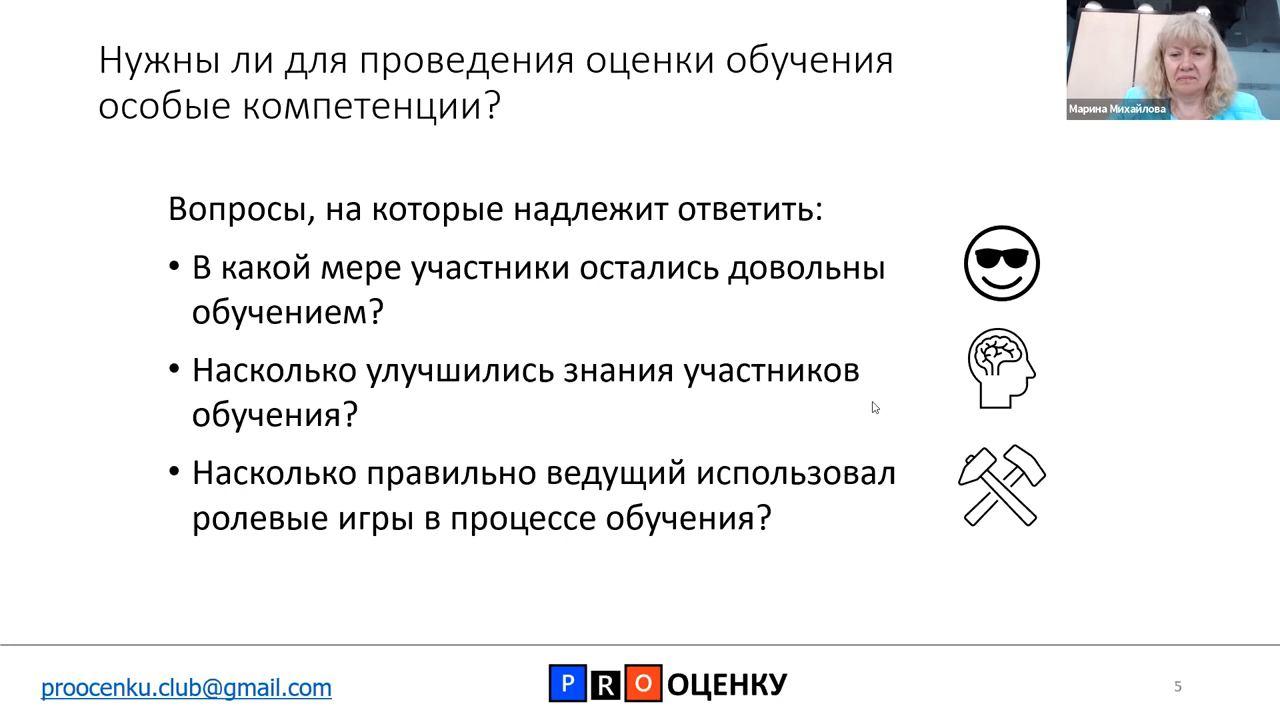 Нужны ли для проведения оценки обучения
особые компетенции?
Марина Михайлова
Вопросы, на которые надлежит ответить:
• В какой мере участники остались довольны
обучением?
• Насколько улучшились знания участников
обучения?
• Насколько правильно ведущий использовал
ролевые игры в процессе обучения?
proocenku.club@gmail.com
PRO ОЦЕНКУ
5